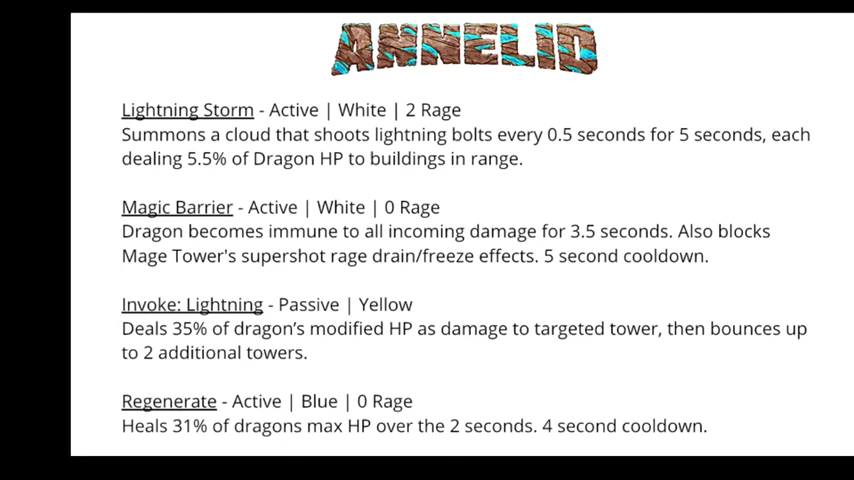 ANNELID
Lightning Storm - Active | White | 2 Rage
Summons a cloud that shoots lightning bolts every 0.5 seconds for 5 seconds, each
dealing 5.5% of Dragon HP to buildings in range.
Magic Barrier - Active | White | 0 Rage
Dragon becomes immune to all incoming damage for 3.5 seconds. Also blocks
Mage Tower's supershot rage drain/freeze effects. 5 second cooldown.
Invoke: Lightning - Passive | Yellow
Deals 35% of dragon's modified HP as damage to targeted tower, then bounces up
to 2 additional towers.
Regenerate - Active | Blue | 0 Rage
Heals 31% of dragons max HP over the 2 seconds. 4 second cooldown.